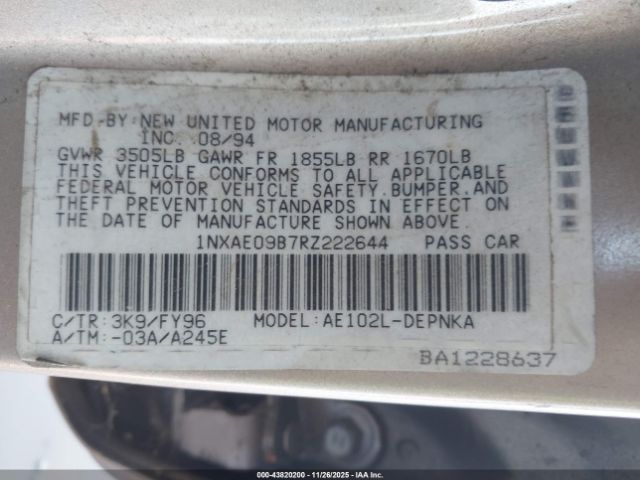 MFD.BY:NEW UNITED MOTOR MANUFACTURING
INC. 08/94
GVWR 3505LB GAWR FR 1855LB RR 1670LB
THIS VEHICLE CONFORMS TO ALL APPLICABLE
FEDERAL MOTOR VEHICLE SAFETY.BUMPER.AND
THEFT PREVENTION STANDARDS IN EFFECT ON
THE DATE OF MANUFACTURE SHOWN ABOVE.
1NXAE09B7RZ222644 PASS CAR
C/TR:3K9/FY96 MODEL:AE102L-DEPNKA
A/TM:-03A/A245E
BA1228637
000-43820200 - 11/26/2025 - IAA Inc.